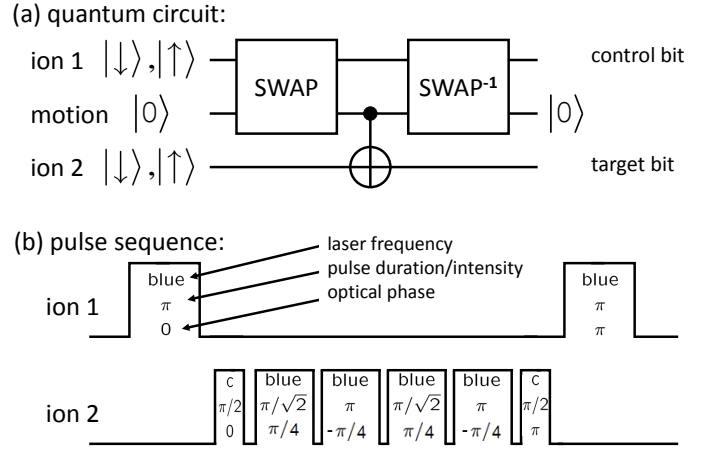 (a) quantum circuit:
ion 1 |↓⟩,|↑⟩ SWAP SWAP-1 control bit
motion |0⟩ |0⟩
ion 2 |↓⟩,|↑⟩ target bit
(b) pulse sequence:
laser frequency
pulse duration/intensity
optical phase
ion 1
blue blue
π π
0 π
ion 2
c blue blue blue blue c
π/2 π/√2 π π/√2 π π/2
0 π/4 -π/4 π/4 -π/4 π